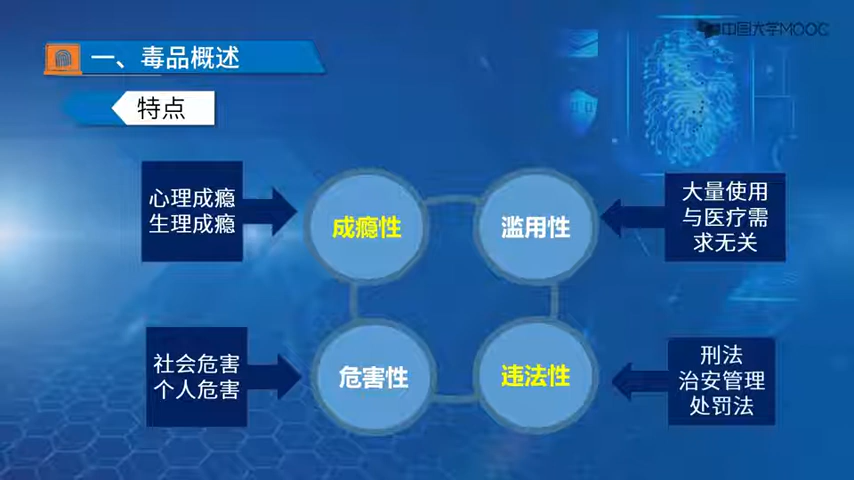 中国大学MOOC
一、毒品概述
特点
心理成瘾
生理成瘾
成瘾性
滥用性
大量使用
与医疗需
求无关
社会危害
个人危害
危害性
违法性
刑法
治安管理
处罚法